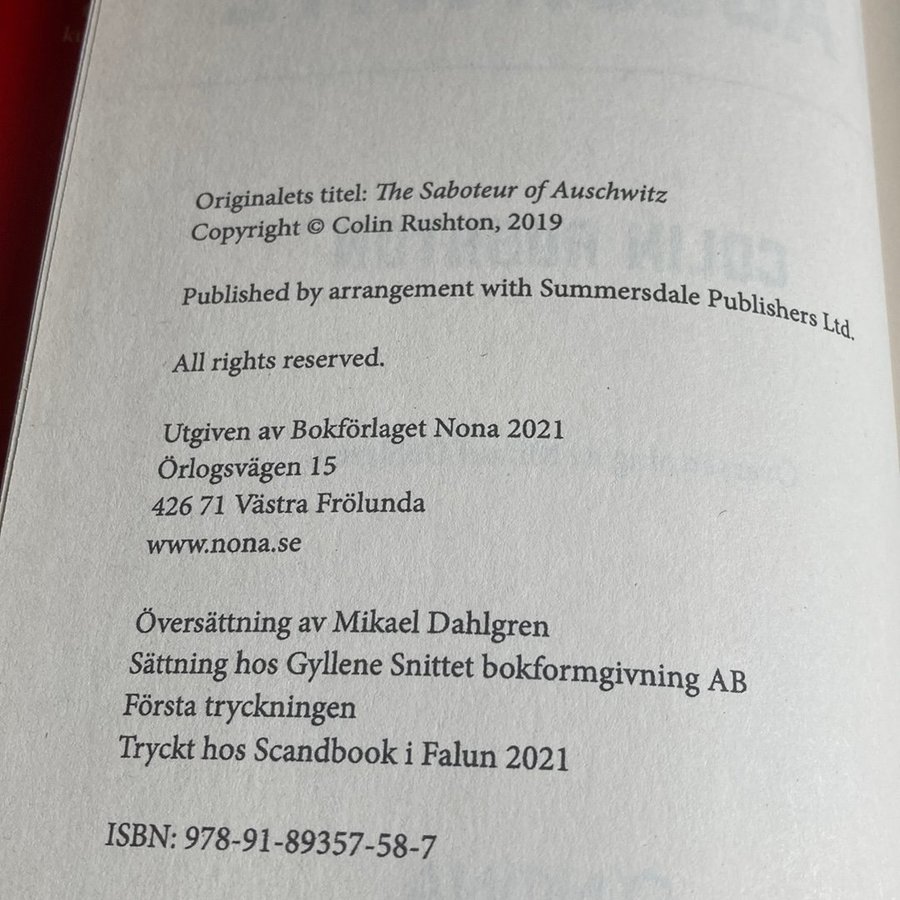 Originalets titel: The Saboteur of Auschwitz
Copyright © Colin Rushton, 2019
Published by arrangement with Summersdale Publishers Ltd.
All rights reserved.
Utgiven av Bokförlaget Nona 2021
Örlogsvägen 15
426 71 Västra Frölunda
www.nona.se
Översättning av Mikael Dahlgren
Sättning hos Gyllene Snittet bokformgivning AB
Första tryckningen
Tryckt hos Scandbook i Falun 2021
ISBN: 978-91-89357-58-7